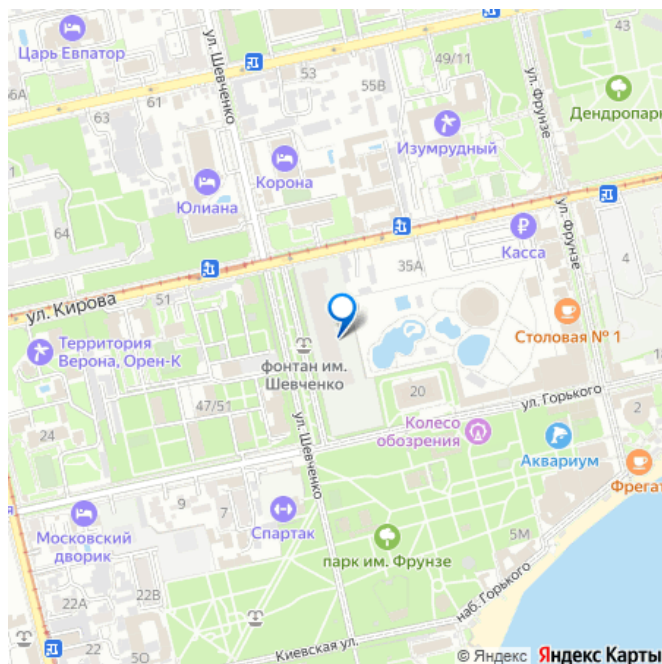 Царь Евпатор
ул. Шевченко
53
49/11
43
ул. Фрунзе
56А
63
61
55В
Дендропарк
Изумрудный
Корона
Юлиана
64
ул. Фрунзе
Касса
35А
4
51
ул. Кирова
Территория
Верона, Орен-К
фонтан им.
Шевченко
Столовая № 1
20
47/51
ул. Горького
24
Колесо
обозрения
2
Аквариум
ул. Шевченко
Фрегат
9
7
Московский
дворик
Спартак
5М
парк им. Фрунзе
22А
22В
наб. Горького
50
Киевская ул.
© Яндекс Яндекс Карты